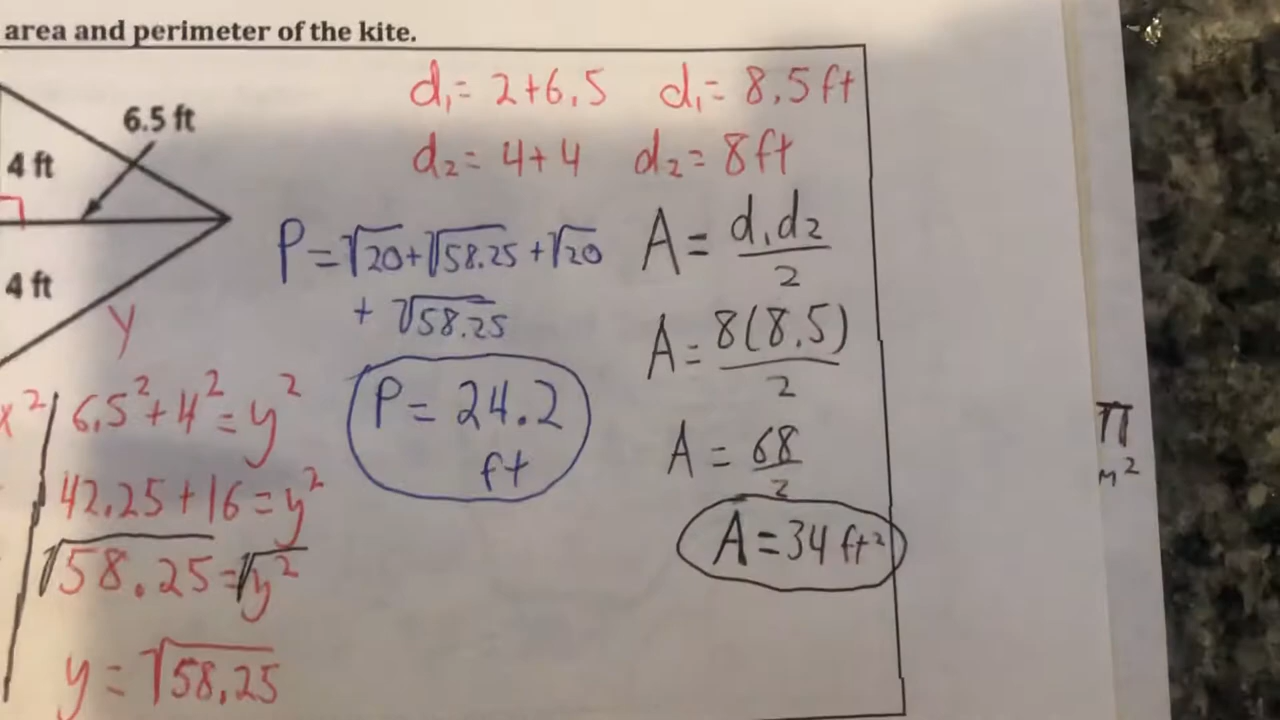 area and perimeter of the kite.
6.5 ft
4 ft
4 ft
y
d₁= 2+6.5 d₁= 8.5 ft
d₂= 4+4 d₂= 8 ft
P=√20+√58.25+√20
+ √58.25
P= 24.2
ft
A= d₁d₂/2
A= 8(8.5)/2
A = 68/2
A=34 ft²
x²
6.5²+4²=y²
42.25+16=y²
√58.25=√y²
y=√58.25
π
m²